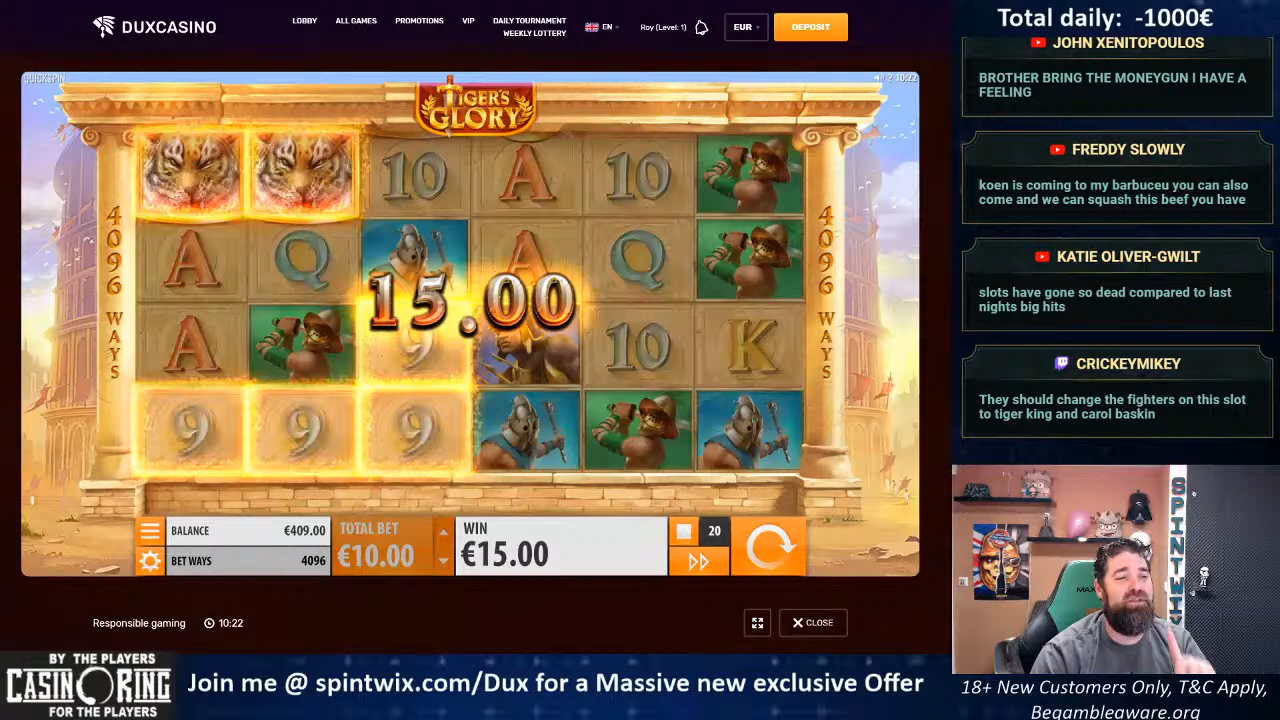 DUXCASINO
LOBBY
ALL GAMES
PROMOTIONS
VIP
DAILY TOURNAMENT
WEEKLY LOTTERY
EN
Roy (Level: 1)
EUR
DEPOSIT
QUICKSPIN
10:22
TIGER'S
GLORY
4096 WAYS
10
A
10
A
Q
A
Q
15.00
A
9
10
K
9
9
9
4096 WAYS
BALANCE
€409.00
BET WAYS
4096
TOTAL BET
€10.00
WIN
€15.00
20
Responsible gaming
10:22
CLOSE
Total daily: -1000€
JOHN XENITOPOULOS
BROTHER BRING THE MONEYGUN I HAVE A
FEELING
FREDDY SLOWLY
koen is coming to my barbuceu you can also
come and we can squash this beef you have
KATIE OLIVER-GWILT
slots have gone so dead compared to last
nights big hits
CRICKEYMIKEY
They should change the fighters on this slot
to tiger king and carol baskin
SPINTWIX
MAX
BY THE PLAYERS
CASINO RING
FOR THE PLAYERS
Join me @ spintwix.com/Dux for a Massive new exclusive Offer
18+ New Customers Only, T&C Apply,
Begambleaware.org